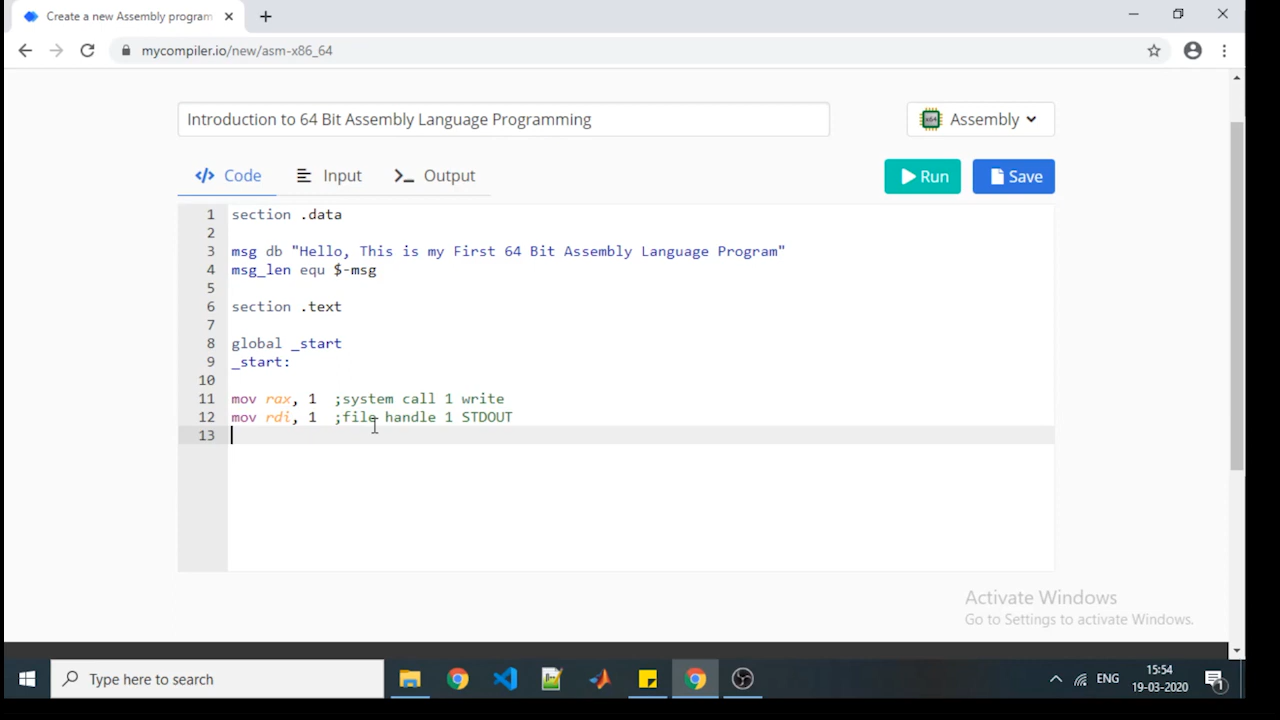 Create a new Assembly program
mycompiler.io/new/asm-x86_64
Introduction to 64 Bit Assembly Language Programming
x64 Assembly
</> Code Input >_ Output Run Save
1 section .data
2
3 msg db "Hello, This is my First 64 Bit Assembly Language Program"
4 msg_len equ $-msg
5
6 section .text
7
8 global _start
9 _start:
10
11 mov rax, 1 ;system call 1 write
12 mov rdi, 1 ;file handle 1 STDOUT
13
Activate Windows
Go to Settings to activate Windows.
Type here to search
ENG
15:54
19-03-2020
1